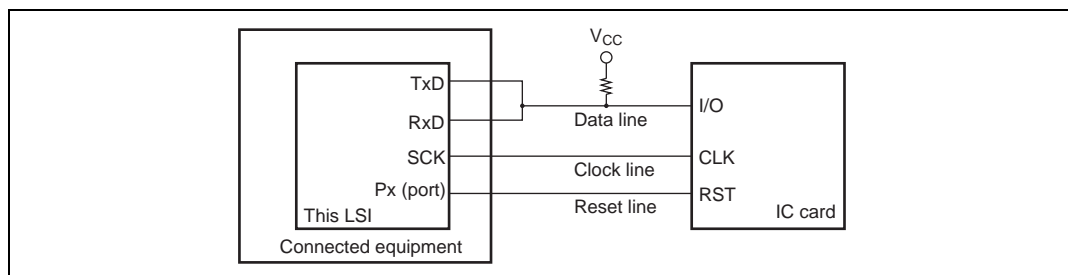 VCC
TxD
I/O
RxD
Data line
SCK
CLK
Clock line
Px (port)
RST
Reset line
This LSI
IC card
Connected equipment